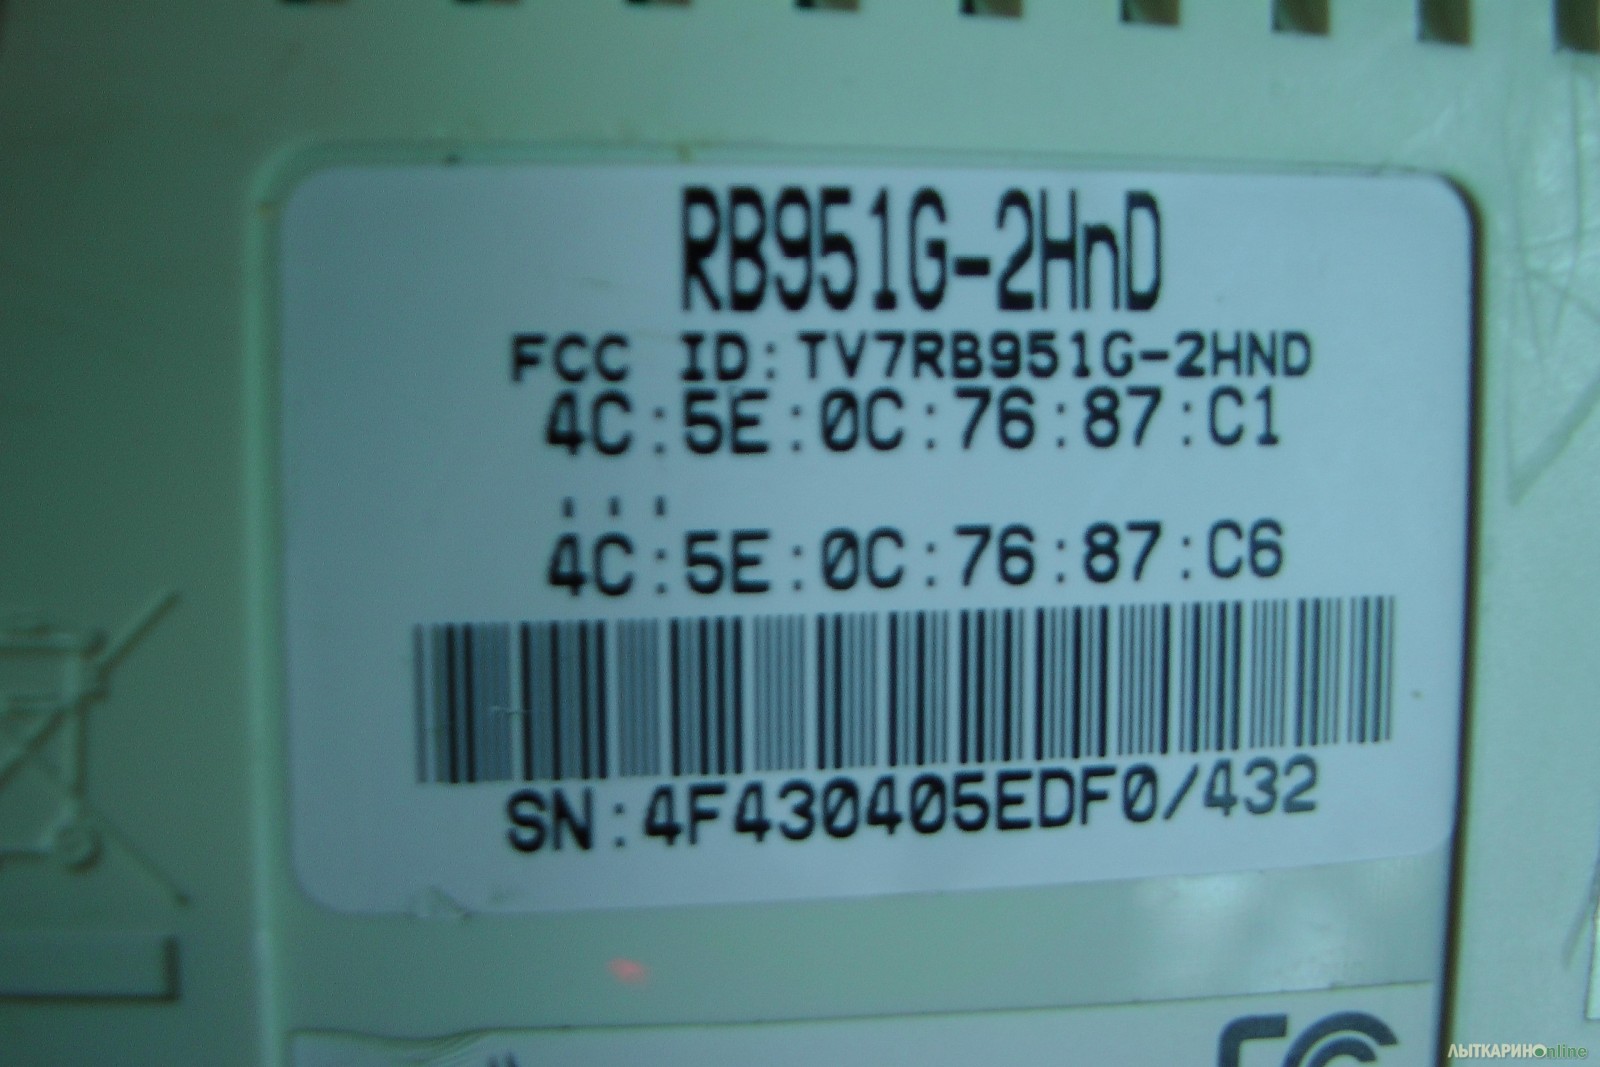 RB951G-2HnD
FCC ID:TV7RB951G-2HND
4C:5E:0C:76:87:C1
...
4C:5E:0C:76:87:C6
SN:4F430405EDF0/432
FC
ЛЫТКАРИНОonline